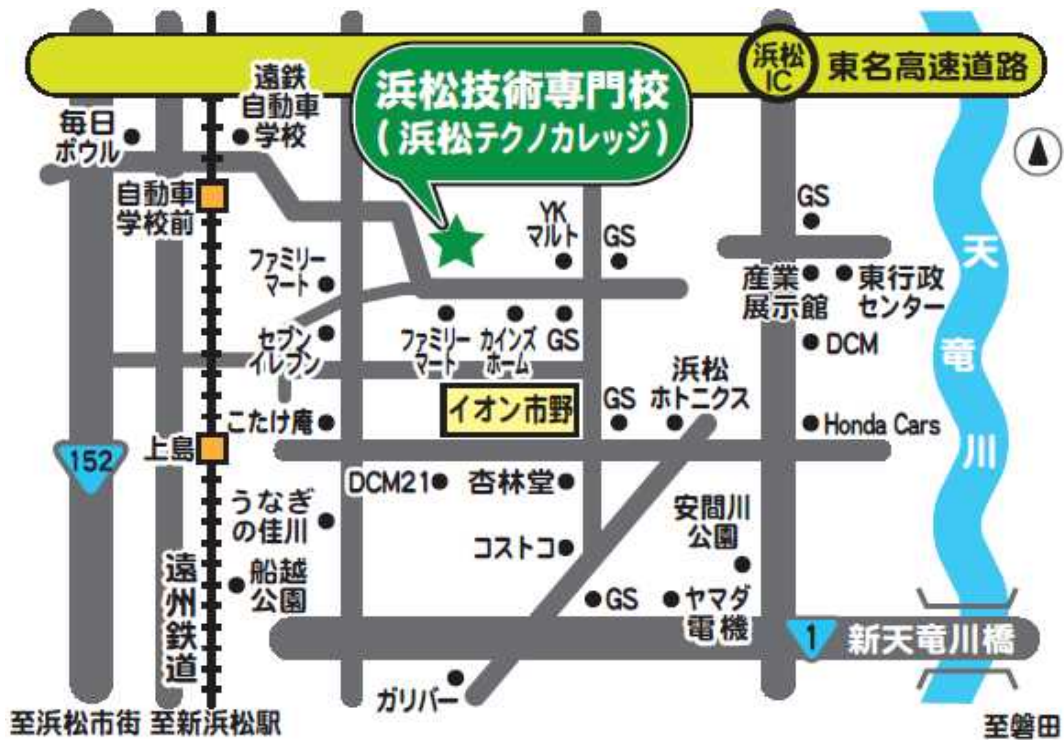 浜松
IC
東名高速道路
浜松技術専門校
(浜松テクノカレッジ)
遠鉄
自動車
学校
毎日
ボウル
自動車
学校前
YK
マルト
GS
GS
ファミリー
マート
産業
展示館
東行政
センター
天竜川
セブン
イレブン
ファミリー
マート
カインズ
ホーム
GS
DCM
浜松
ホトニクス
イオン市野
GS
こたけ庵
Honda Cars
上島
152
DCM21
杏林堂
うなぎ
の佳川
安間川
公園
コストコ
遠州鉄道
船越
公園
GS
ヤマダ
電機
1
新天竜川橋
ガリバー
至浜松市街
至新浜松駅
至磐田